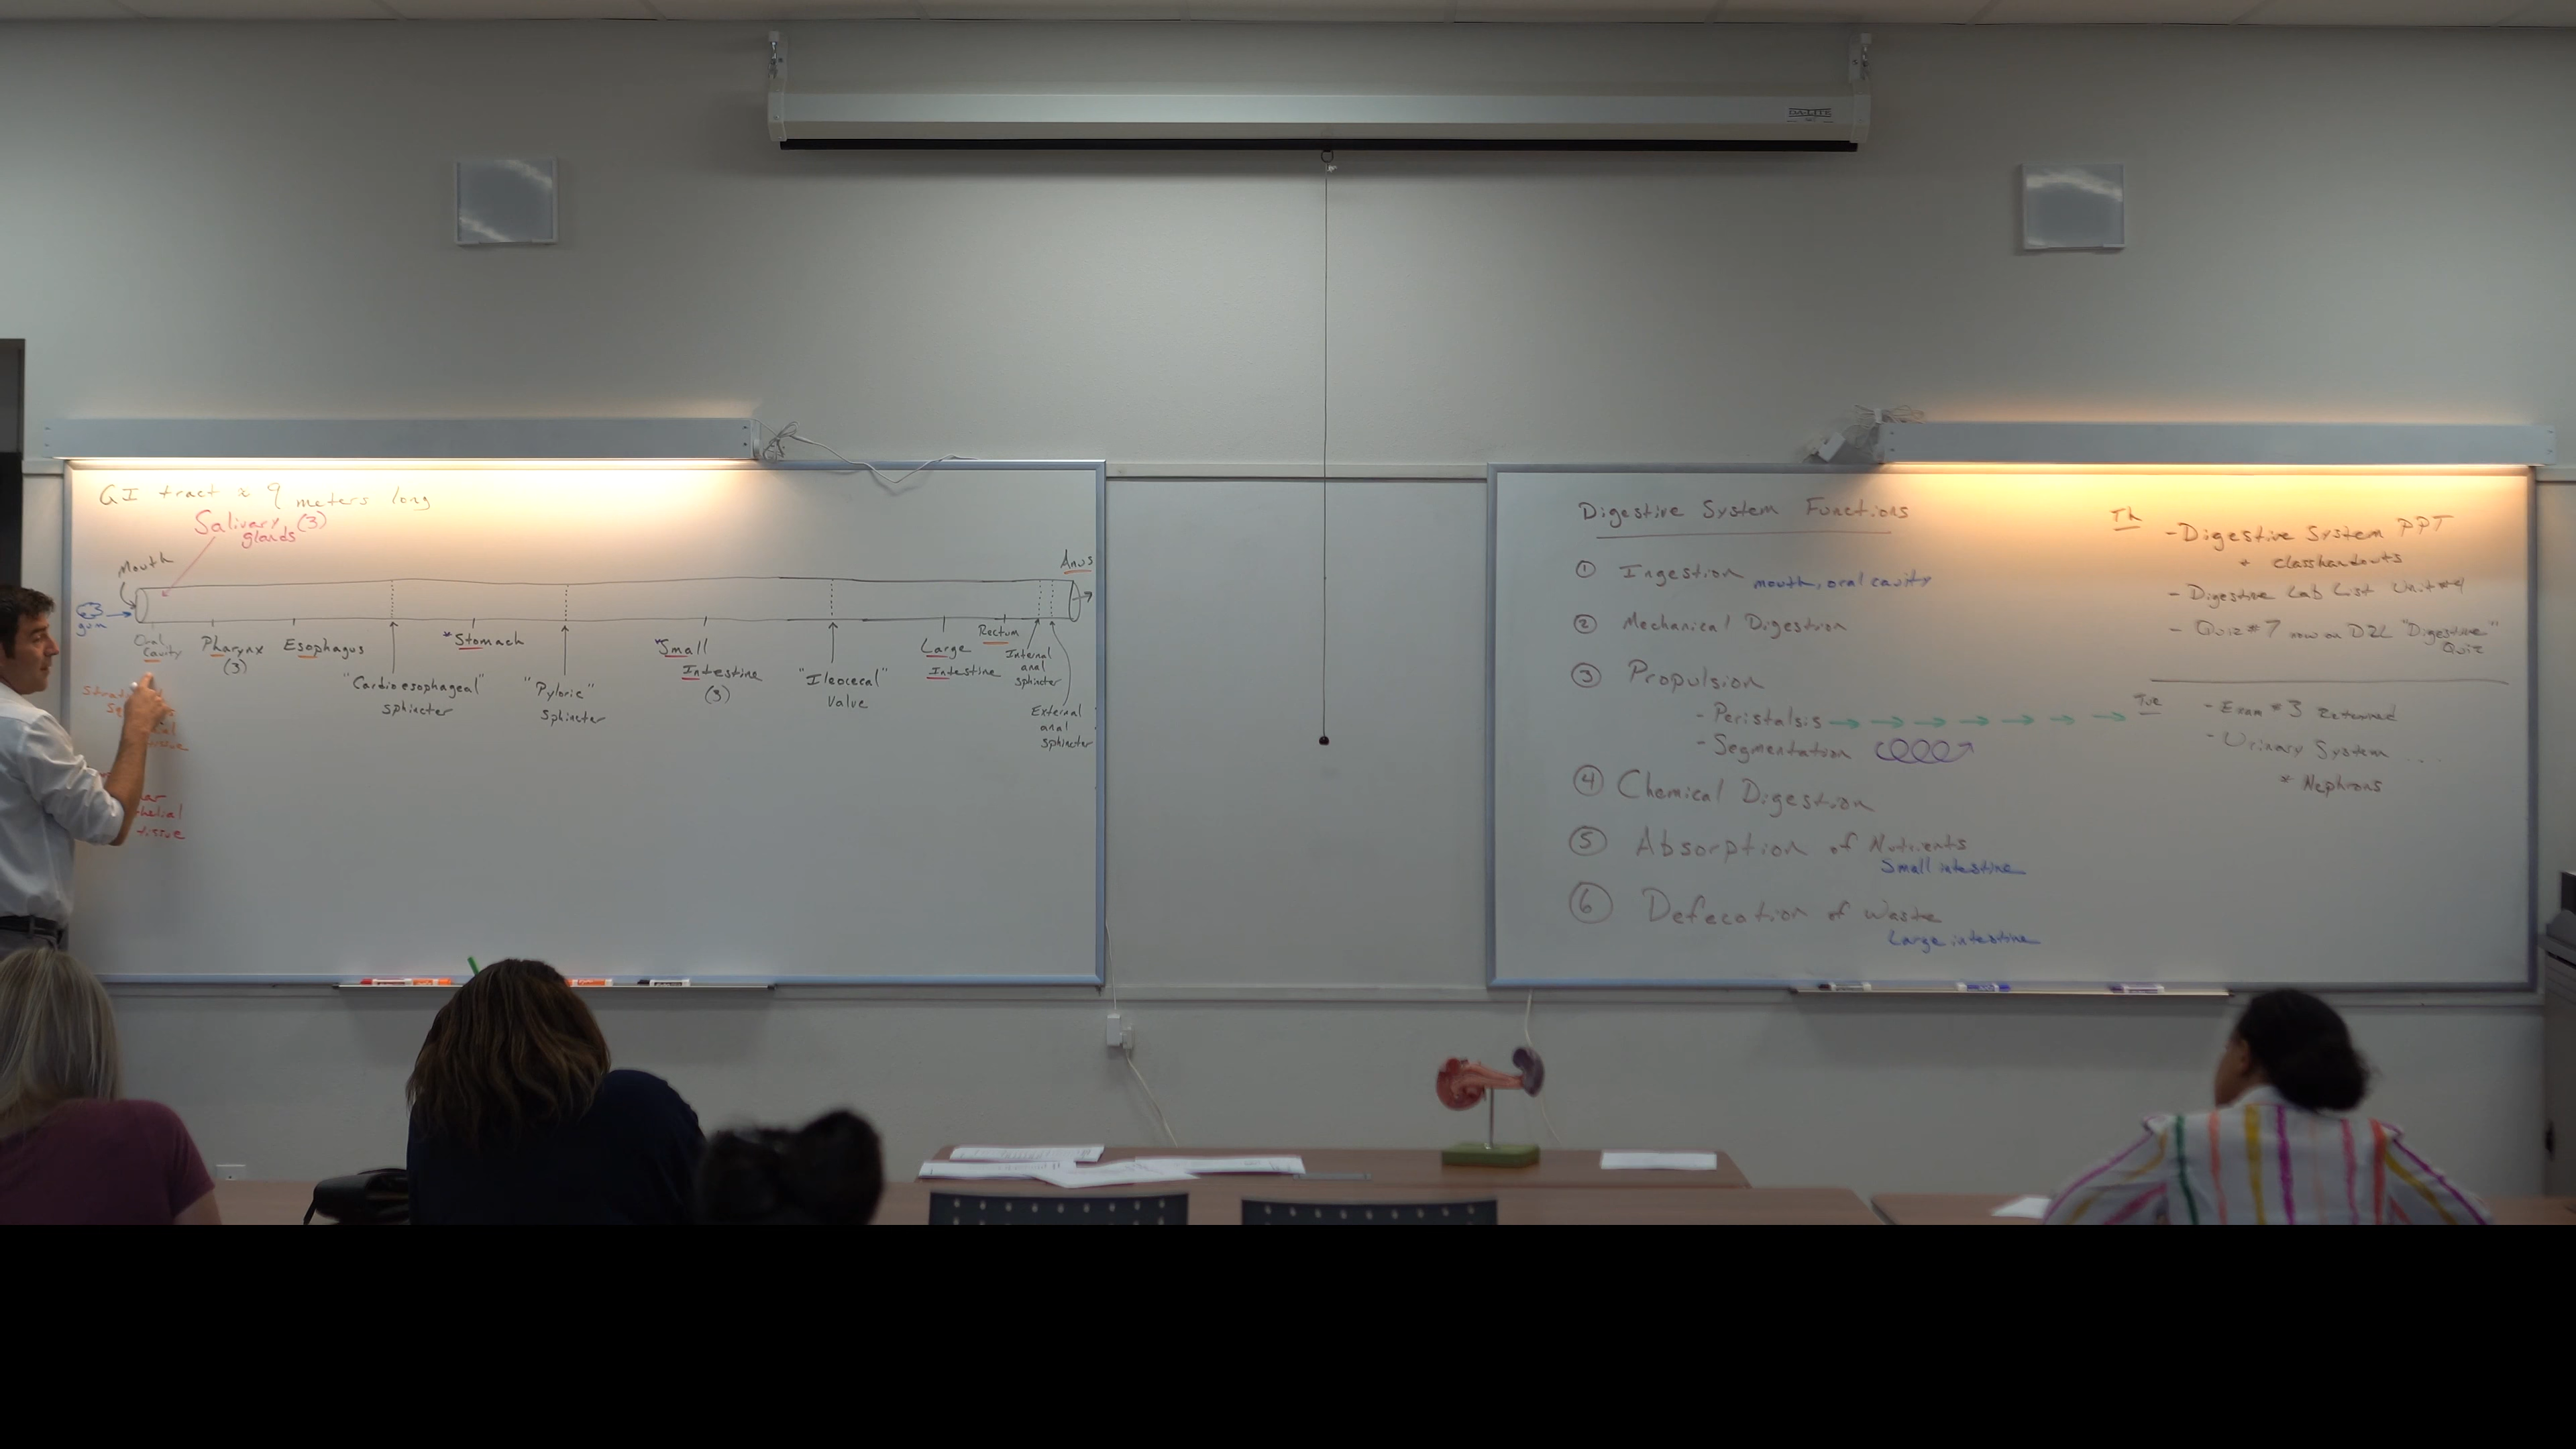 GI tract ≈ 9 meters long
Salivary (3)
glands
Mouth
Anus
gum
Oral
Cavity
Pharynx
(3)
Esophagus
"Cardioesophageal"
sphincter
*Stomach
"Pyloric"
sphincter
*Small
Intestine
(3)
"Ileocecal"
Valve
Large
Intestine
Rectum
Internal
anal
sphincter
External
anal
sphincter
tissue
Digestive System Functions
① Ingestion mouth, oral cavity
② Mechanical Digestion
③ Propulsion
- Peristalsis → → → → → → →
- Segmentation
④ Chemical Digestion
⑤ Absorption of Nutrients
Small intestine
⑥ Defecation of Waste
Large intestine
Th
- Digestive System PPT
* classhandouts
- Digestive Lab List Unit #4
- Quiz #7 now on D2L "Digestive"
Quiz
Tue
- Exam #3 Returned
- Urinary System ....
* Nephrons
DA-LITE